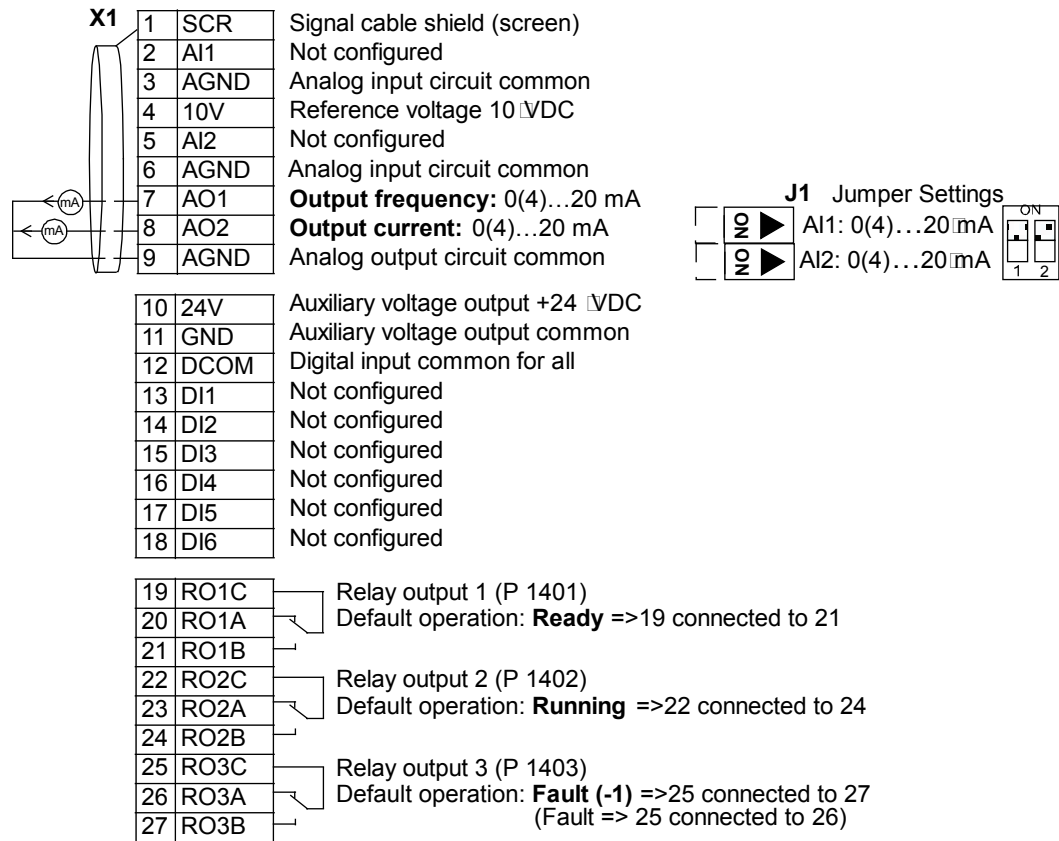 X1
1 SCR Signal cable shield (screen)
2 AI1 Not configured
3 AGND Analog input circuit common
4 10V Reference voltage 10 VDC
5 AI2 Not configured
6 AGND Analog input circuit common
mA 7 AO1 Output frequency: 0(4)…20 mA
mA 8 AO2 Output current: 0(4)…20 mA
9 AGND Analog output circuit common
J1 Jumper Settings
ON AI1: 0(4)…20 mA
ON AI2: 0(4)…20 mA
ON
1 2
10 24V Auxiliary voltage output +24 VDC
11 GND Auxiliary voltage output common
12 DCOM Digital input common for all
13 DI1 Not configured
14 DI2 Not configured
15 DI3 Not configured
16 DI4 Not configured
17 DI5 Not configured
18 DI6 Not configured
19 RO1C Relay output 1 (P 1401)
20 RO1A Default operation: Ready =>19 connected to 21
21 RO1B
22 RO2C Relay output 2 (P 1402)
23 RO2A Default operation: Running =>22 connected to 24
24 RO2B
25 RO3C Relay output 3 (P 1403)
26 RO3A Default operation: Fault (-1) =>25 connected to 27
27 RO3B (Fault => 25 connected to 26)